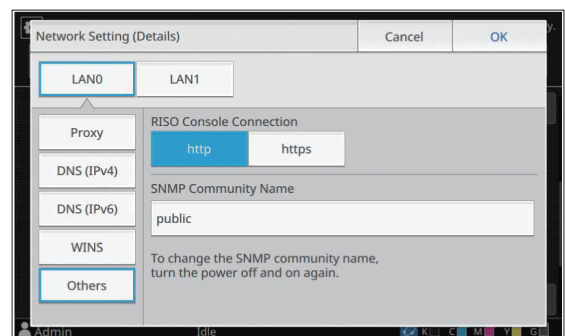 Network Setting (Details)
Cancel
OK
LAN0
LAN1
Proxy
DNS (IPv4)
DNS (IPv6)
WINS
Others
RISO Console Connection
http
https
SNMP Community Name
public
To change the SNMP community name,
turn the power off and on again.
Admin
Idle
K
C
M
Y
G